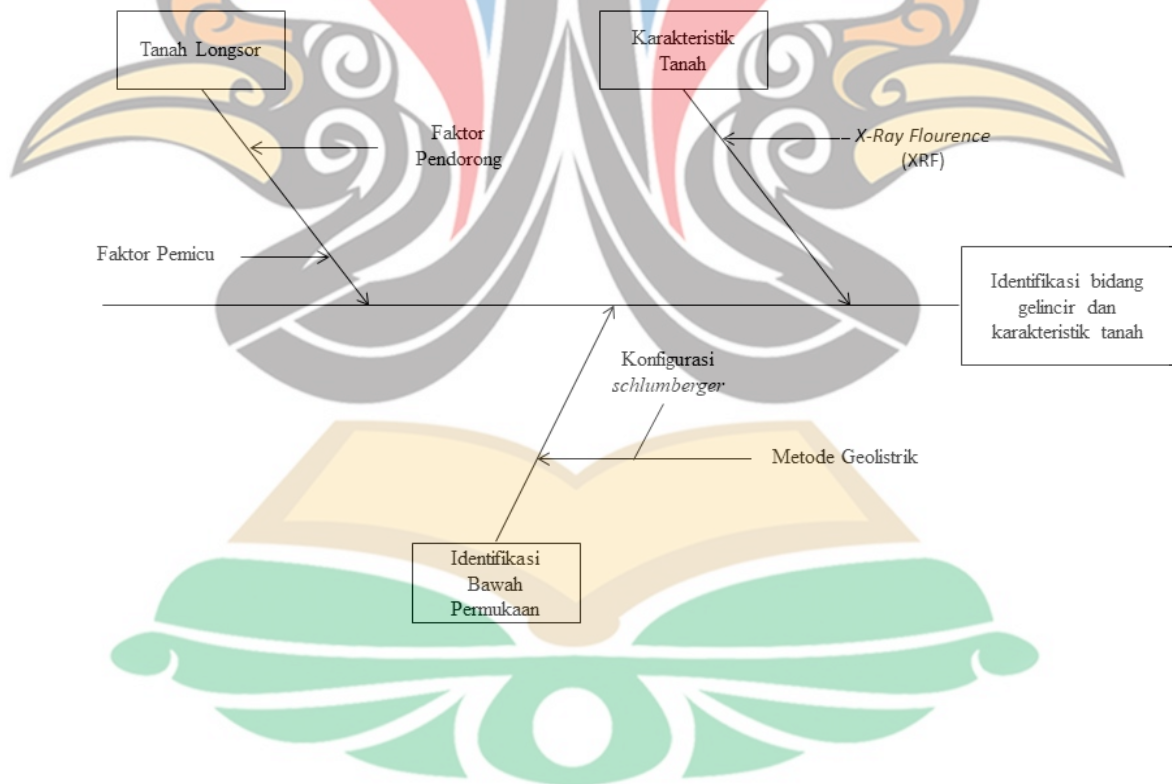 Tanah Longsor
Karakteristik
Tanah
Faktor
Pendorong
X-Ray Flourence
(XRF)
Faktor Pemicu
Identifikasi bidang
gelincir dan
karakteristik tanah
Konfigurasi
schlumberger
Metode Geolistrik
Identifikasi
Bawah
Permukaan